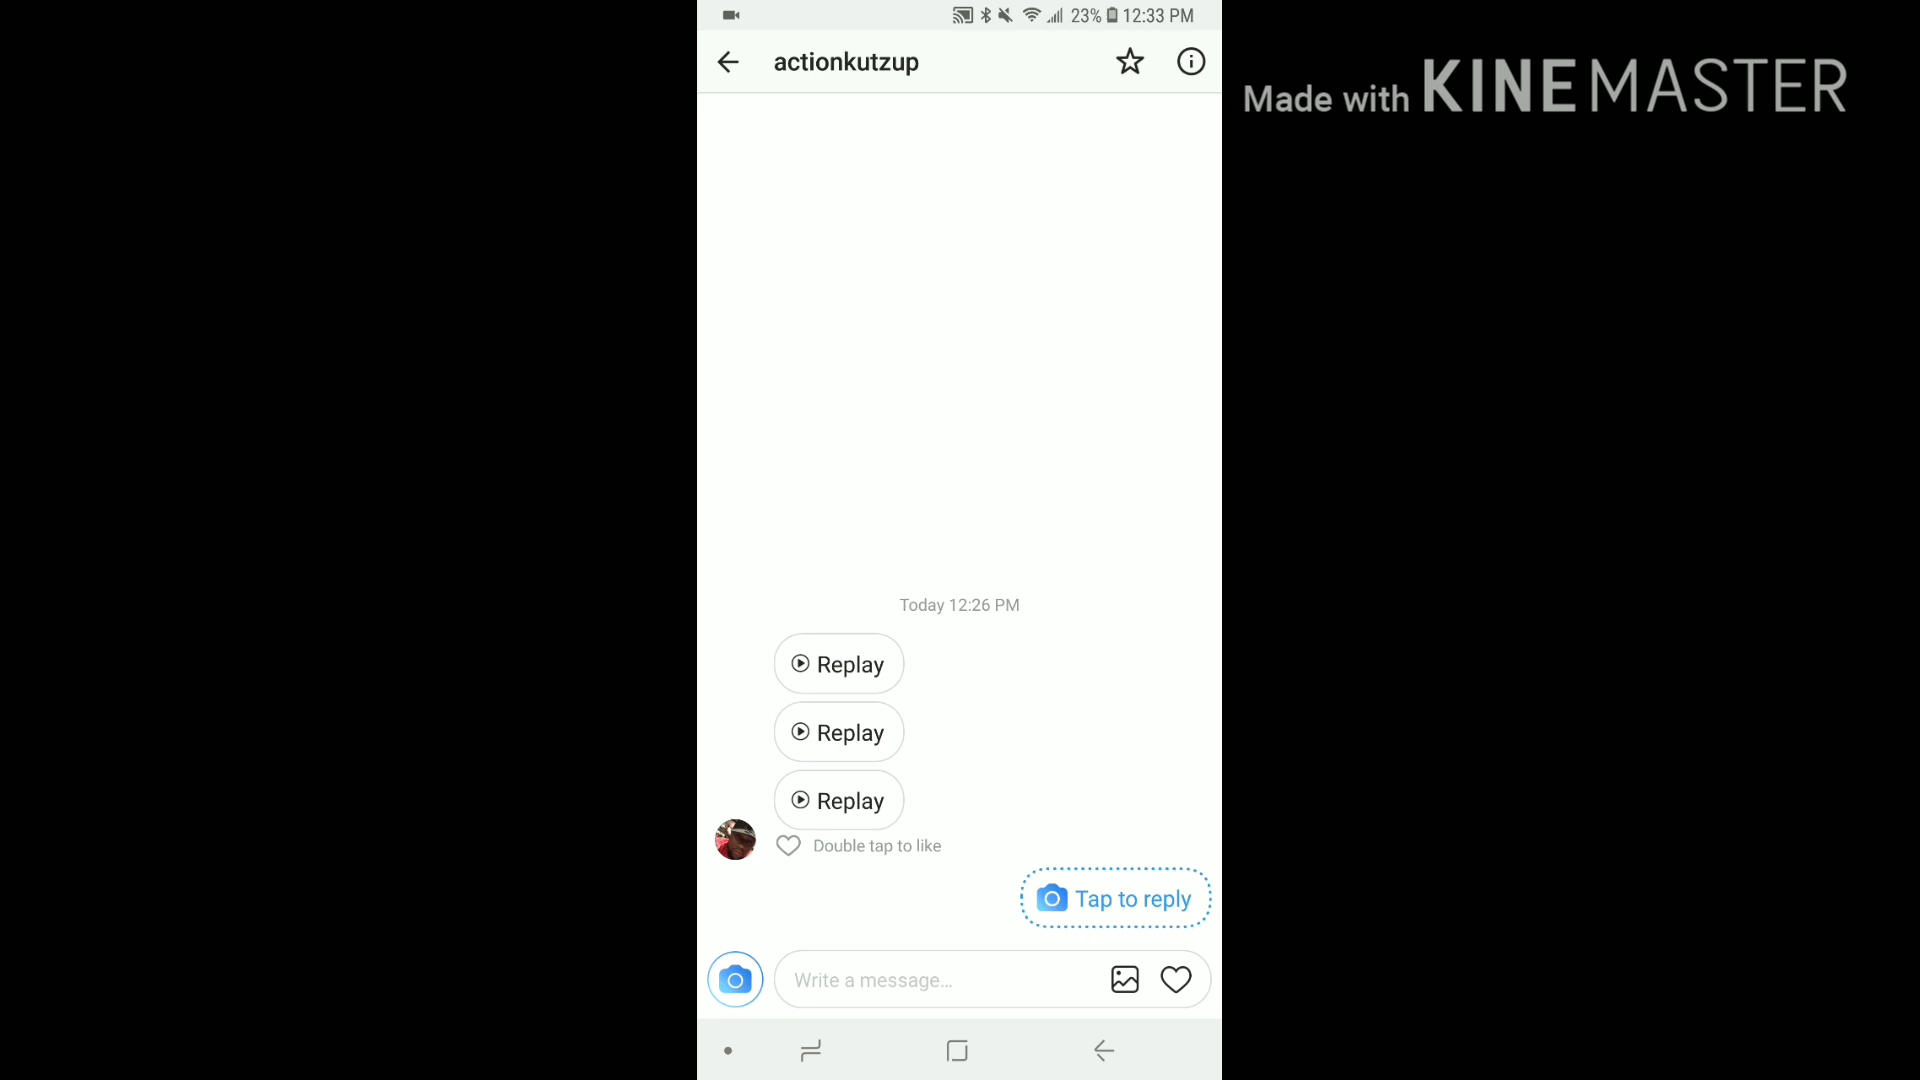 23% 12:33 PM
actionkutzup
Made with KINEMASTER
Today 12:26 PM
Replay
Replay
Replay
Double tap to like
Tap to reply
Write a message...